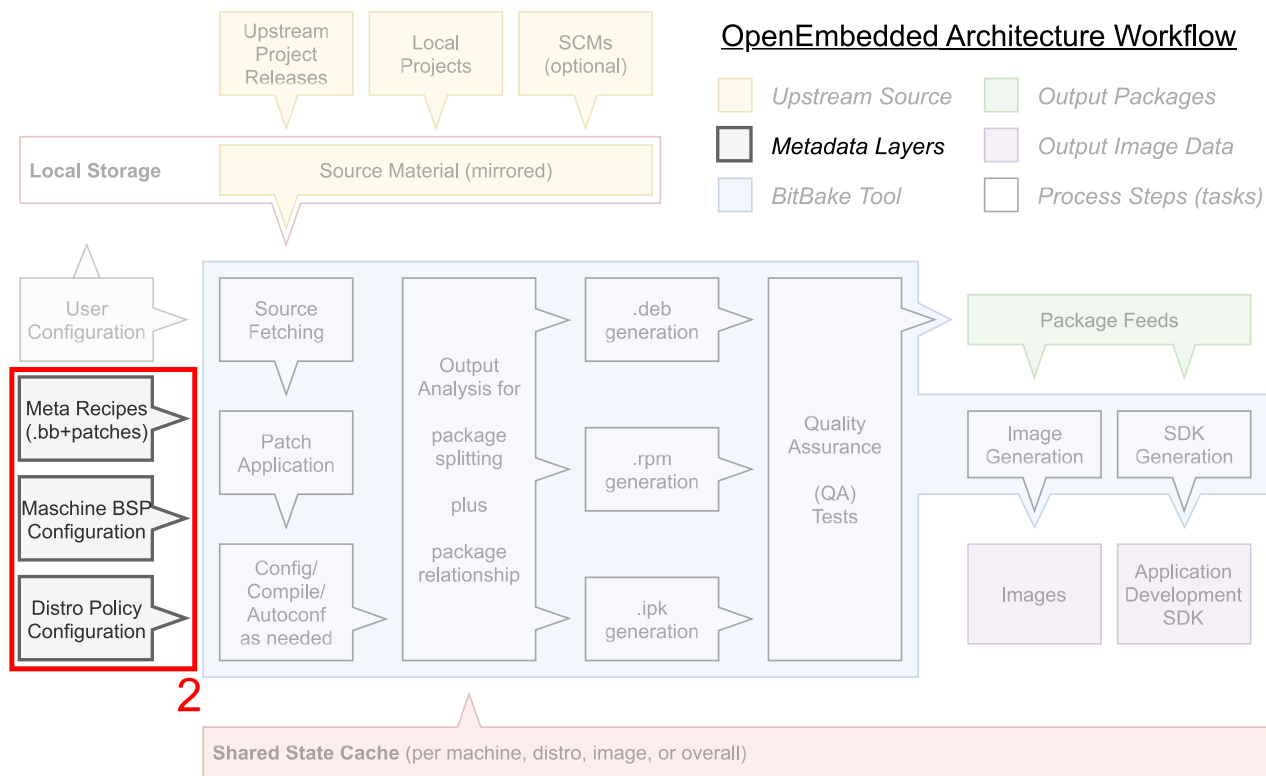 OpenEmbedded Architecture Workflow
Upstream Source
Output Packages
Metadata Layers
Output Image Data
BitBake Tool
Process Steps (tasks)
Upstream
Project
Releases
Local
Projects
SCMs
(optional)
Local Storage
Source Material (mirrored)
User
Configuration
Meta Recipes
(.bb+patches)
Maschine BSP
Configuration
Distro Policy
Configuration
2
Source
Fetching
Patch
Application
Config/
Compile/
Autoconf
as needed
Output
Analysis for
package
splitting
plus
package
relationship
.deb
generation
.rpm
generation
.ipk
generation
Quality
Assurance
(QA)
Tests
Package Feeds
Image
Generation
SDK
Generation
Images
Application
Development
SDK
Shared State Cache (per machine, distro, image, or overall)